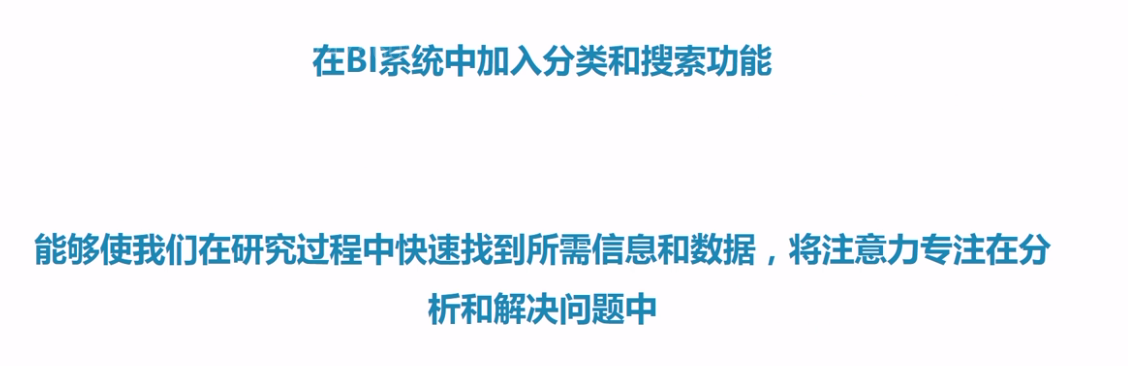 在BI系统中加入分类和搜索功能
能够使我们在研究过程中快速找到所需信息和数据，将注意力专注在分
析和解决问题中